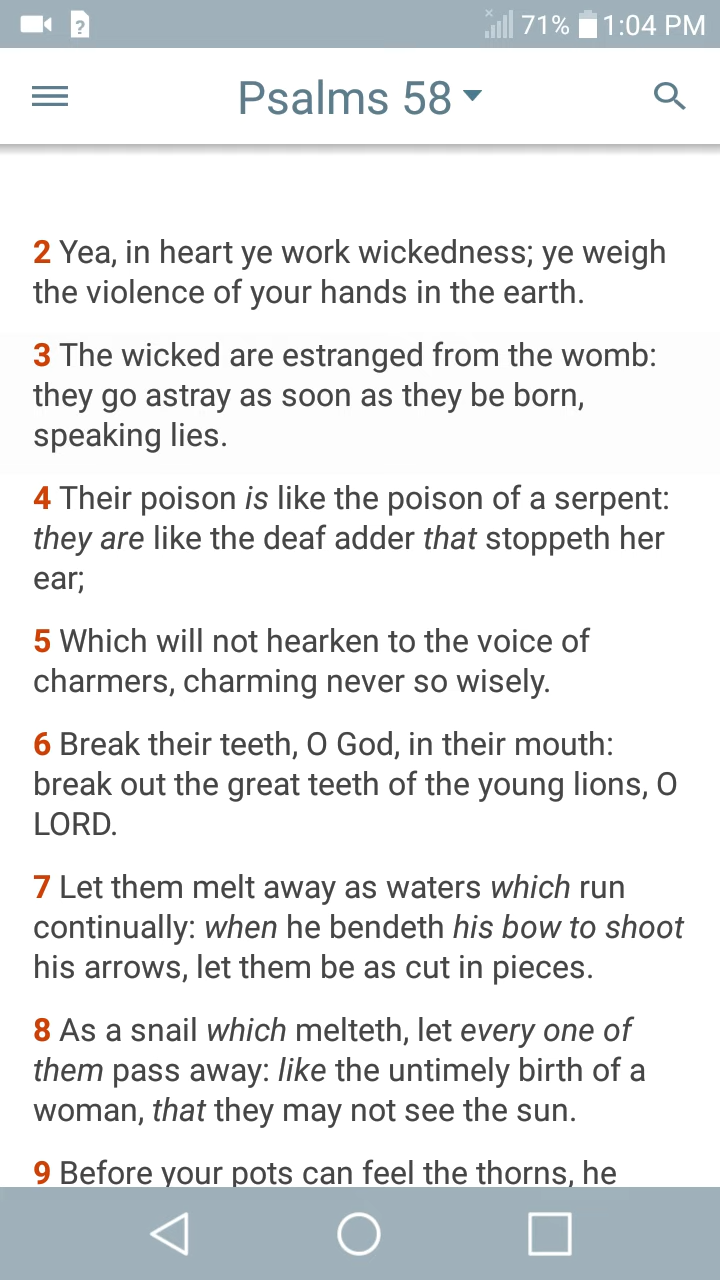 71% 1:04 PM
Psalms 58
2 Yea, in heart ye work wickedness; ye weigh
the violence of your hands in the earth.
3 The wicked are estranged from the womb:
they go astray as soon as they be born,
speaking lies.
4 Their poison is like the poison of a serpent:
they are like the deaf adder that stoppeth her
ear;
5 Which will not hearken to the voice of
charmers, charming never so wisely.
6 Break their teeth, O God, in their mouth:
break out the great teeth of the young lions, O
LORD.
7 Let them melt away as waters which run
continually: when he bendeth his bow to shoot
his arrows, let them be as cut in pieces.
8 As a snail which melteth, let every one of
them pass away: like the untimely birth of a
woman, that they may not see the sun.
9 Before your pots can feel the thorns, he